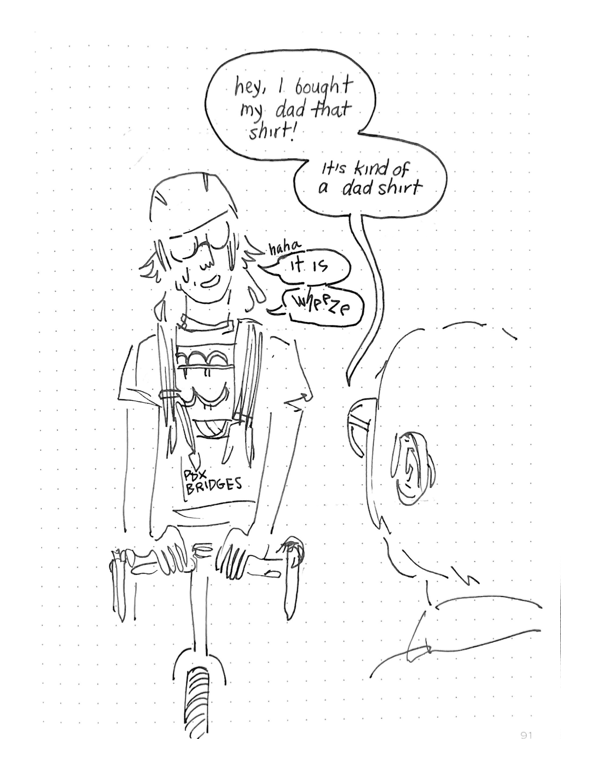 hey, I bought
my dad that
shirt!
it's kind of
a dad shirt
haha
it is
wheeze
PDX
BRIDGES
91